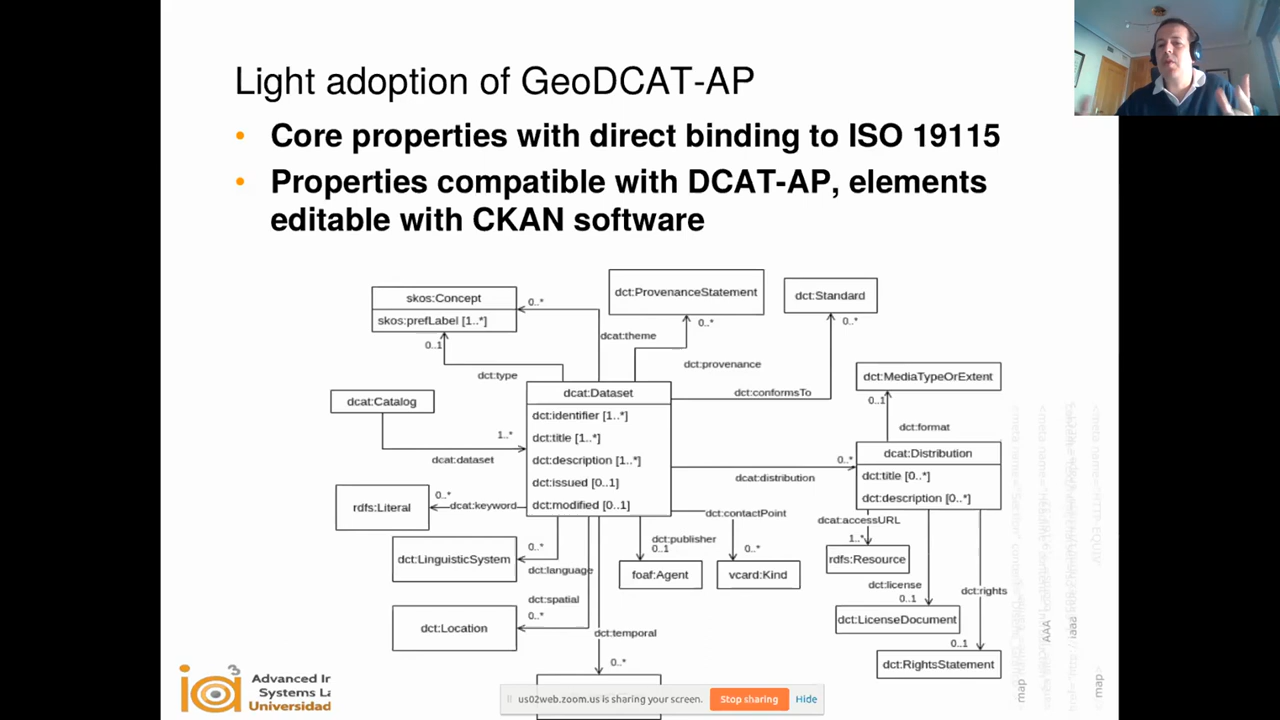 Light adoption of GeoDCAT-AP
• Core properties with direct binding to ISO 19115
• Properties compatible with DCAT-AP, elements
editable with CKAN software
skos:Concept
skos:prefLabel [1..*]
0..*
0..1
dct:type
dcat:theme
dct:ProvenanceStatement
0..*
dct:provenance
dct:Standard
0..*
dct:conformsTo
dcat:Catalog
1..*
dcat:dataset
dcat:Dataset
dct:identifier [1..*]
dct:title [1..*]
dct:description [1..*]
dct:issued [0..1]
dct:modified [0..1]
dct:MediaTypeOrExtent
0..1
dct:format
0..*
dcat:distribution
dcat:Distribution
dct:title [0..*]
dct:description [0..*]
rdfs:Literal
0..*
dcat:keyword
dct:LinguisticSystem
0..*
dct:language
dct:spatial
0..*
dct:Location
dct:temporal
0..*
dct:publisher
0..1
foaf:Agent
dct:contactPoint
0..*
vcard:Kind
dcat:accessURL
1..*
rdfs:Resource
dct:license
0..1
dct:LicenseDocument
dct:rights
0..1
dct:RightsStatement
Advanced Ir
Systems La
Universidad
us02web.zoom.us is sharing your screen.
Stop sharing
Hide
map
AAA
iaaa
map